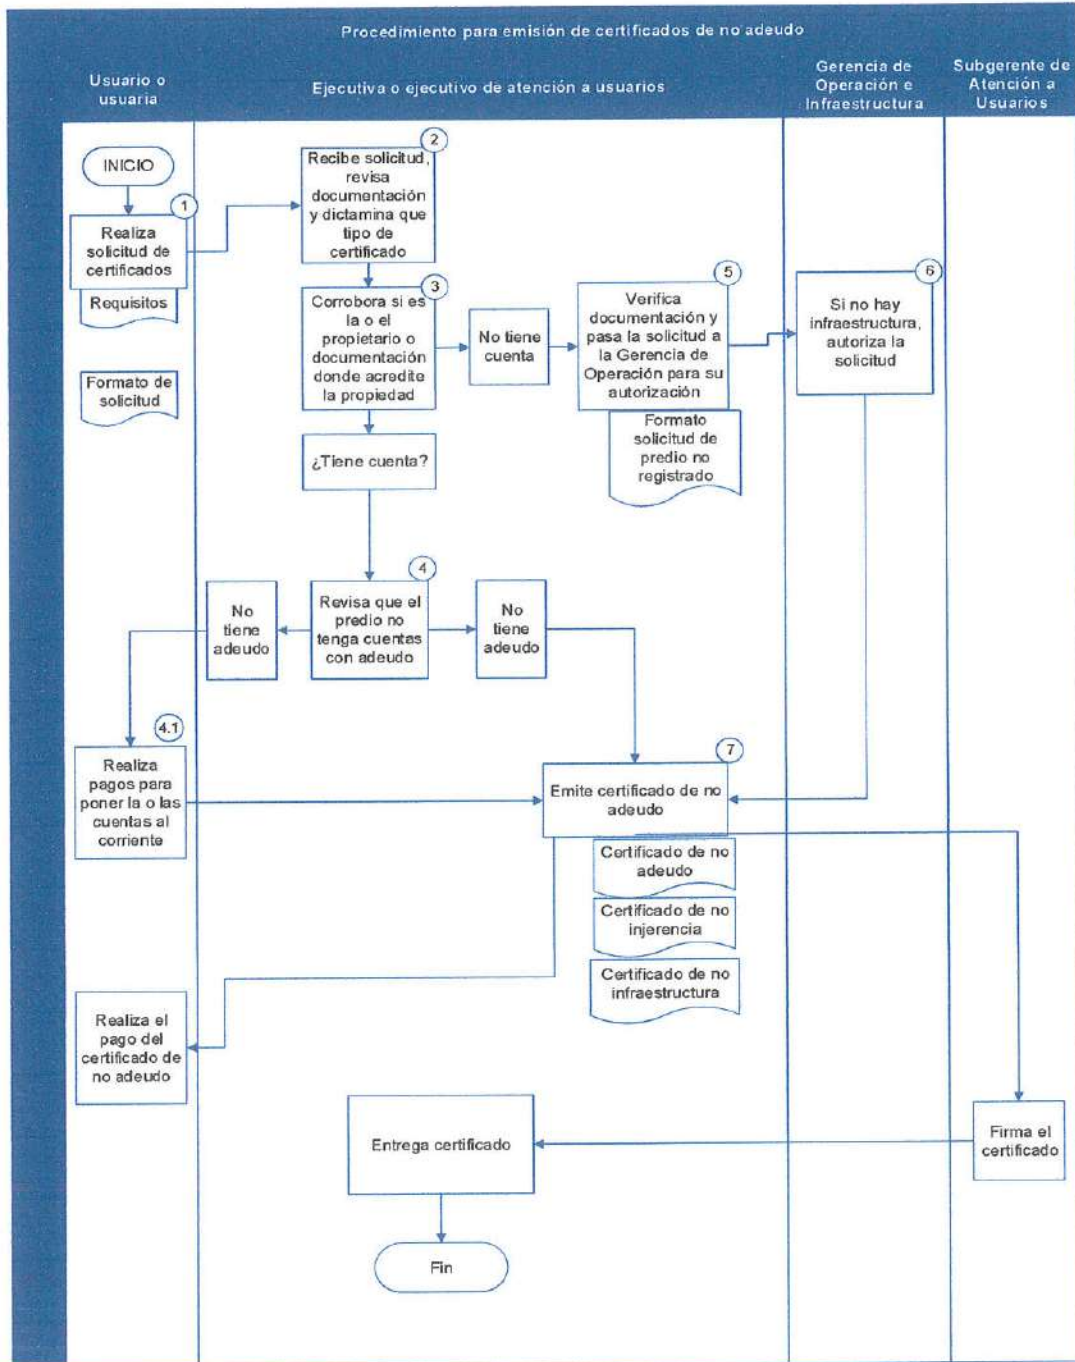 Procedimiento para emisión de certificados de no adeudo
Usuario o
usuaria
Ejecutiva o ejecutivo de atención a usuarios
Gerencia de
Operación e
Infraestructura
Subgerente de
Atención a
Usuarios
INICIO
1
Realiza
solicitud de
certificados
Requisitos
Formato de
solicitud
2
Recibe solicitud,
revisa
documentación
y dictamina que
tipo de
certificado
3
Corrobora si es
la o el
propietario o
documentación
donde acredite
la propiedad
No tiene
cuenta
5
Verifica
documentación y
pasa la solicitud a
la Gerencia de
Operación para su
autorización
Formato
solicitud de
predio no
registrado
6
Si no hay
infraestructura,
autoriza la
solicitud
¿Tiene cuenta?
4
Revisa que el
predio no
tenga cuentas
con adeudo
No
tiene
adeudo
No
tiene
adeudo
4.1
Realiza
pagos para
poner la o las
cuentas al
corriente
7
Emite certificado de no
adeudo
Certificado de no
adeudo
Certificado de no
injerencia
Certificado de no
infraestructura
Realiza el
pago del
certificado de
no adeudo
Firma el
certificado
Entrega certificado
Fin